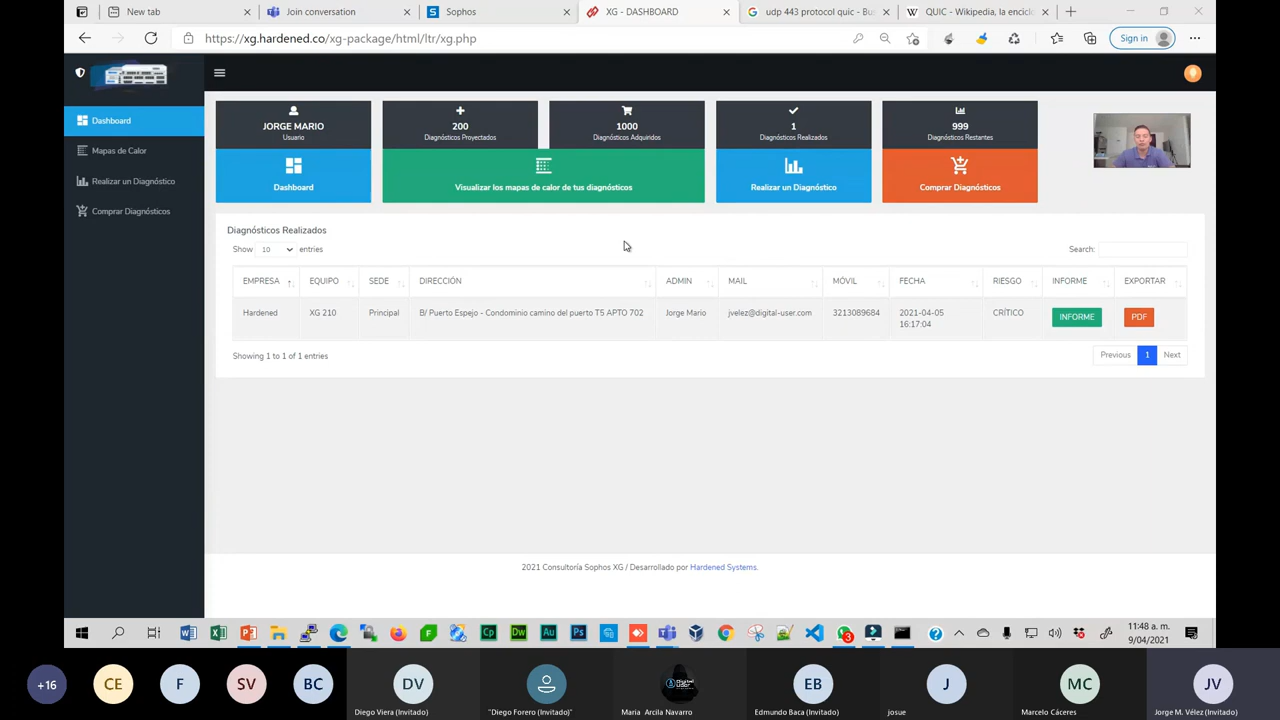 New tab
Join conversation
Sophos
XG - DASHBOARD
udp 443 protocol quic - Bu
QUIC - Wikipedia, la encicl
https://xg.hardened.co/xg-package/html/ltr/xg.php
Sign in
Dashboard
Mapas de Calor
Realizar un Diagnóstico
Comprar Diagnósticos
JORGE MARIO
Usuario
200
Diagnósticos Proyectados
1000
Diagnósticos Adquiridos
1
Diagnósticos Realizados
999
Diagnósticos Restantes
Dashboard
Visualizar los mapas de calor de tus diagnósticos
Realizar un Diagnóstico
Comprar Diagnósticos
Diagnósticos Realizados
Show 10 entries
Search:
EMPRESA EQUIPO SEDE DIRECCIÓN ADMIN MAIL MÓVIL FECHA RIESGO INFORME EXPORTAR
Hardened XG 210 Principal B/ Puerto Espejo - Condominio camino del puerto T5 APTO 702 Jorge Mario jvelez@digital-user.com 3213089684 2021-04-05 CRÍTICO INFORME PDF
16:17:04
Showing 1 to 1 of 1 entries
Previous 1 Next
2021 Consultoría Sophos XG / Desarrollado por Hardened Systems.
11:48 a. m.
9/04/2021
+16
CE
F
SV
BC
DV
EB
J
MC
JV
Diego Viera (Invitado)
"Diego Forero (Invitado)"
Maria Arcila Navarro
Edmundo Baca (Invitado)
josue
Marcelo Cáceres
Jorge M. Vélez (Invitado)